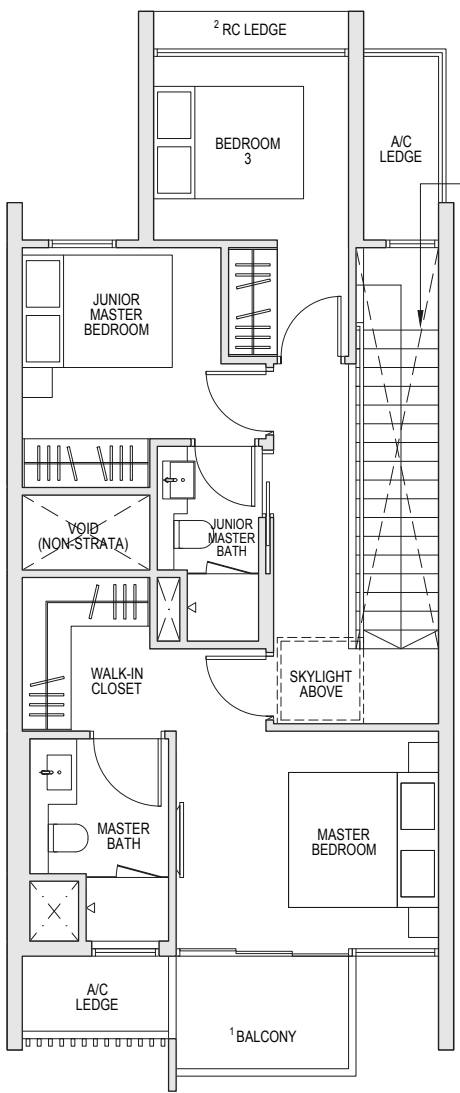 2 RC LEDGE
BEDROOM
3
A/C
LEDGE
JUNIOR
MASTER
BEDROOM
VOID
(NON-STRATA)
JUNIOR
MASTER
BATH
WALK-IN
CLOSET
SKYLIGHT
ABOVE
MASTER
BATH
MASTER
BEDROOM
A/C
LEDGE
1 BALCONY